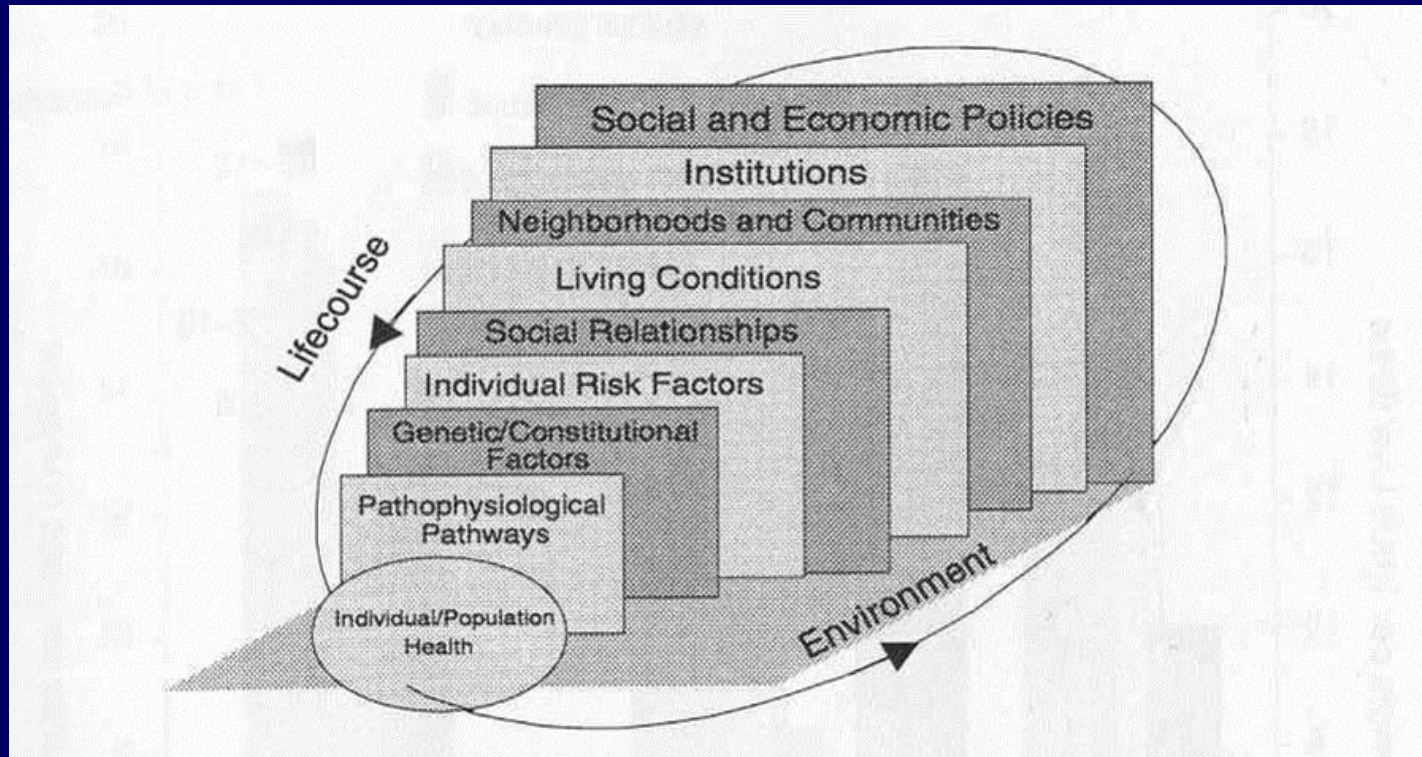 Social and Economic Policies
Institutions
Neighborhoods and Communities
Living Conditions
Social Relationships
Individual Risk Factors
Genetic/Constitutional
Factors
Pathophysiological
Pathways
Individual/Population
Health
Lifecourse
Environment